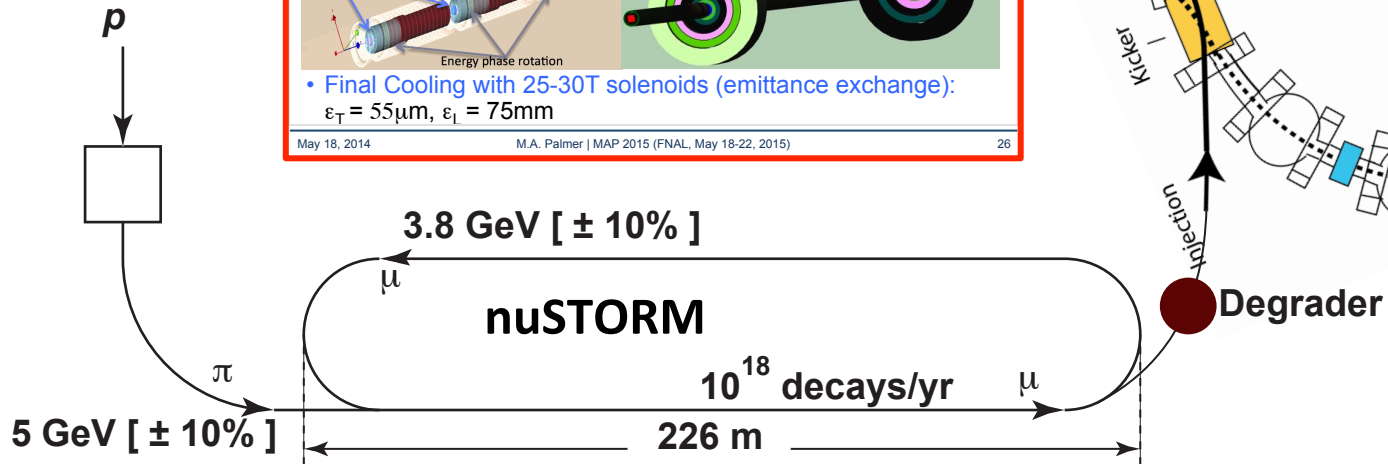 p
Energy phase rotation
• Final Cooling with 25-30T solenoids (emittance exchange):
εT = 55μm, εL = 75mm
May 18, 2014 M.A. Palmer | MAP 2015 (FNAL, May 18-22, 2015) 26
Kicker
Injection
3.8 GeV [ ± 10% ]
μ
nuSTORM
Degrader
π
10^18 decays/yr
μ
5 GeV [ ± 10% ]
226 m